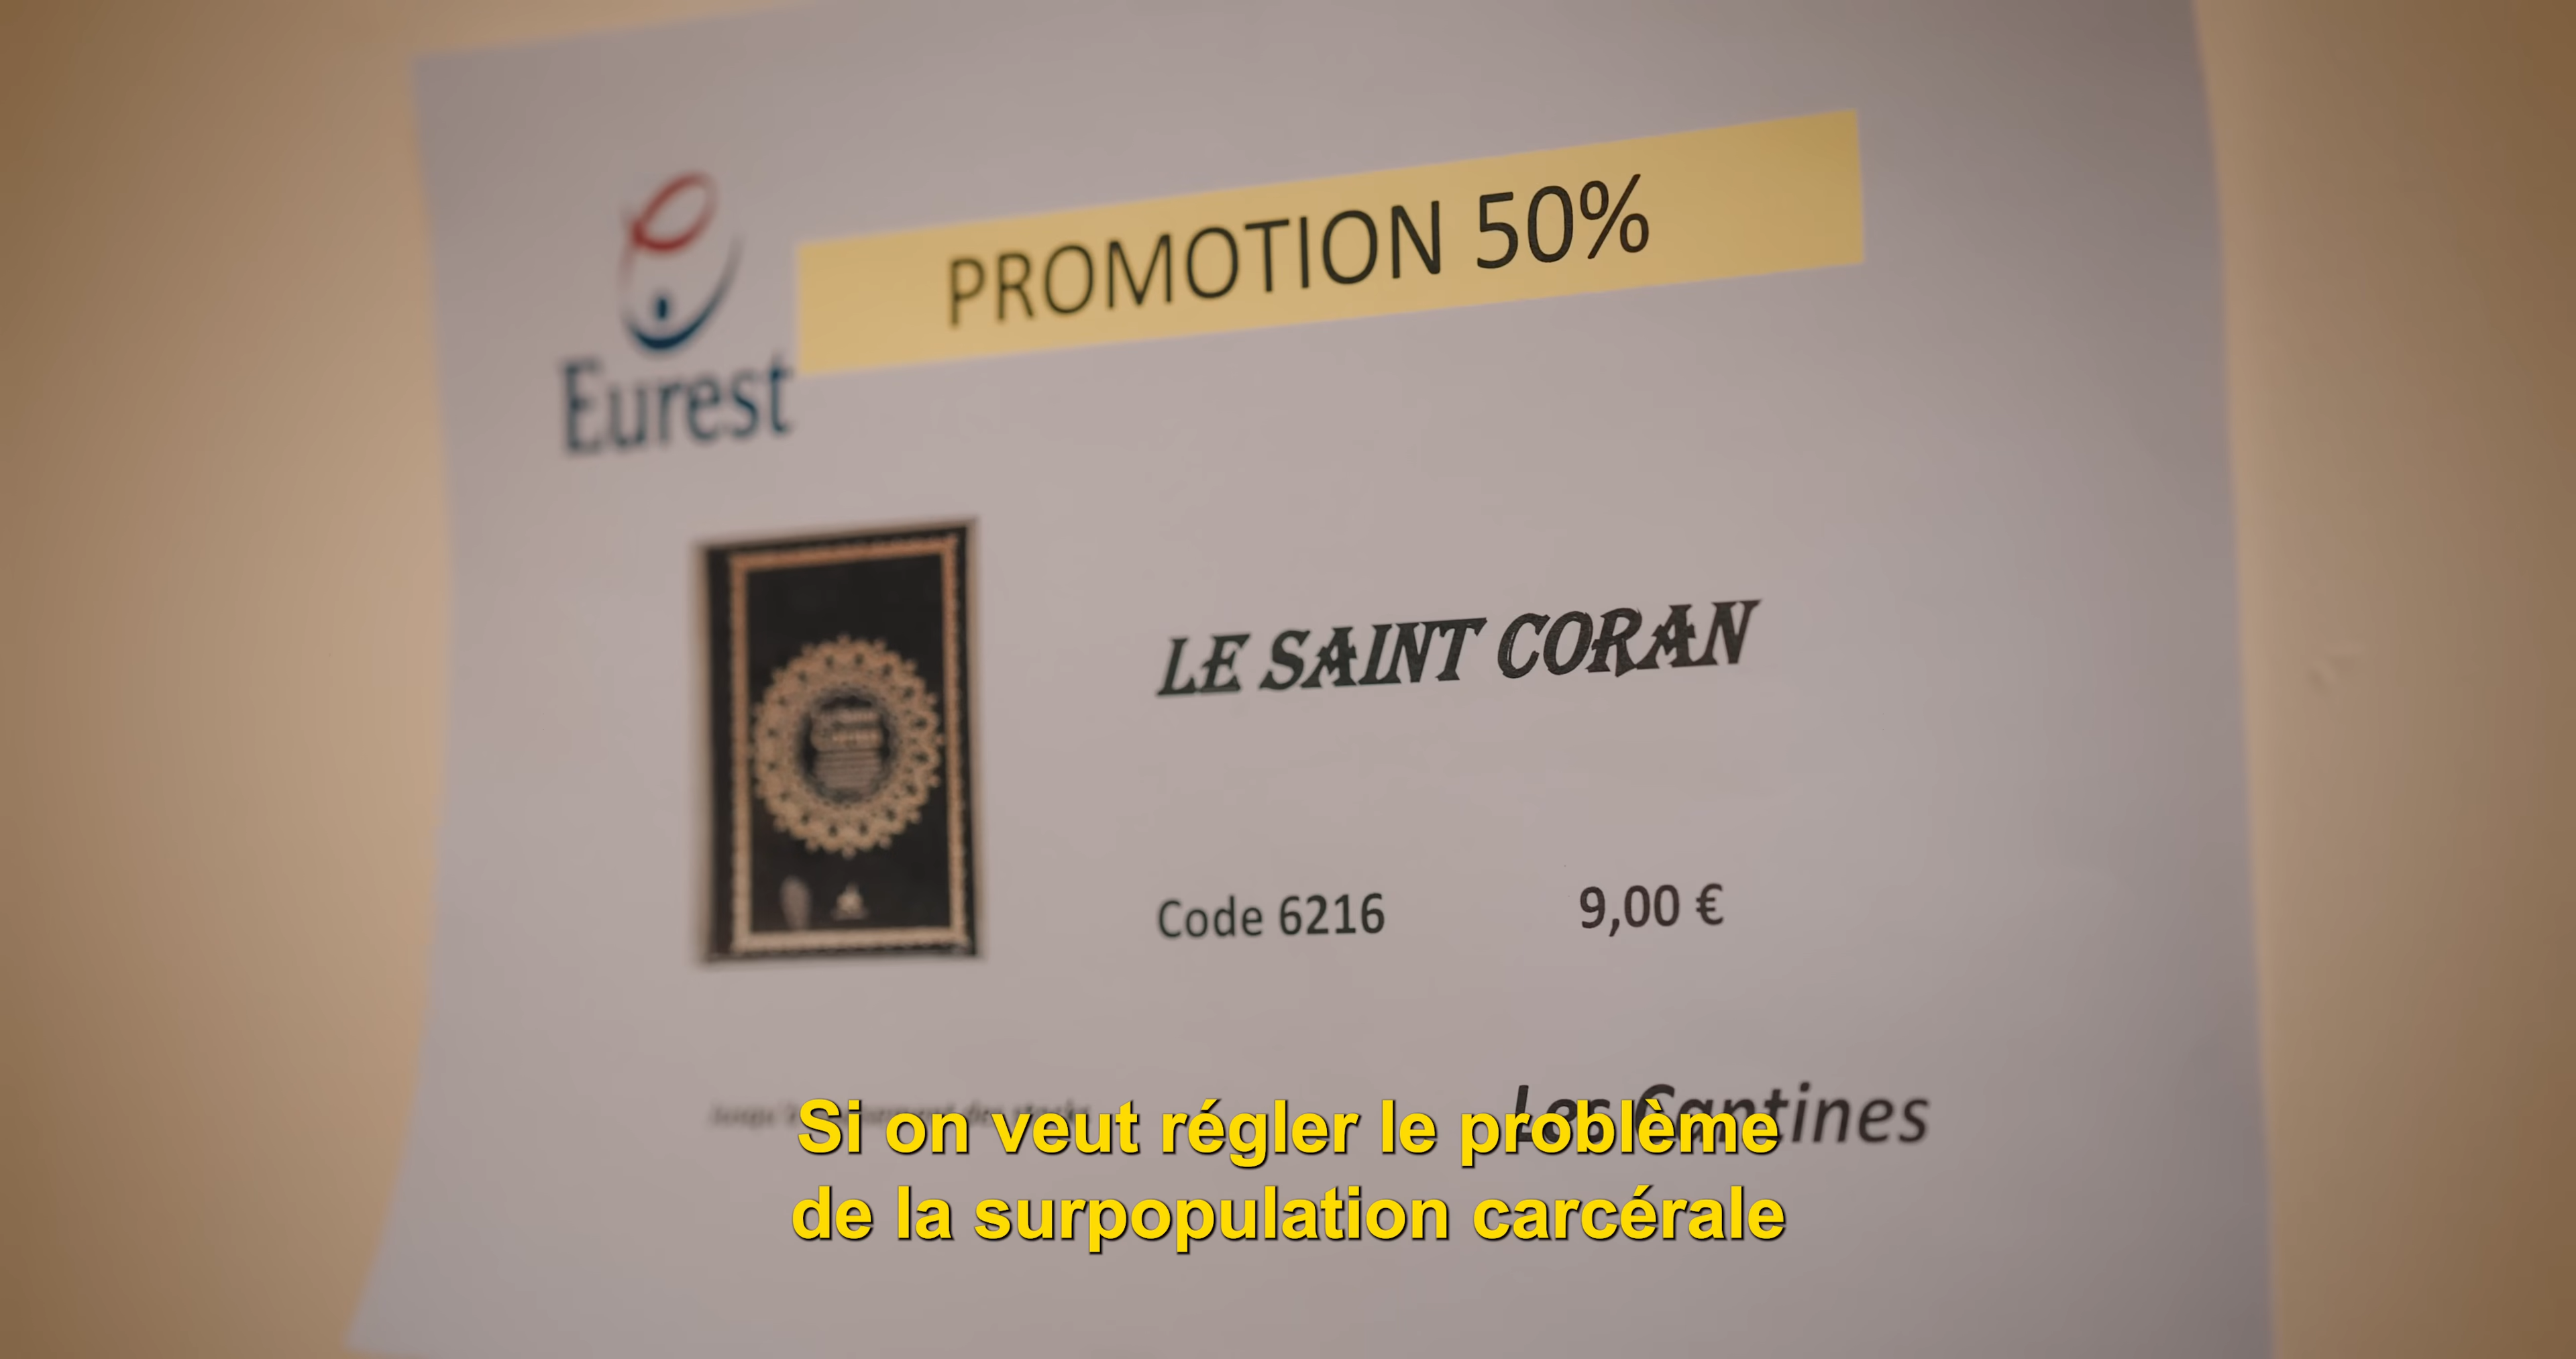 PROMOTION 50%
Eurest
LE SAINT CORAN
Code 6216 9,00 €
Les Cantines
Si on veut régler le problème
de la surpopulation carcérale